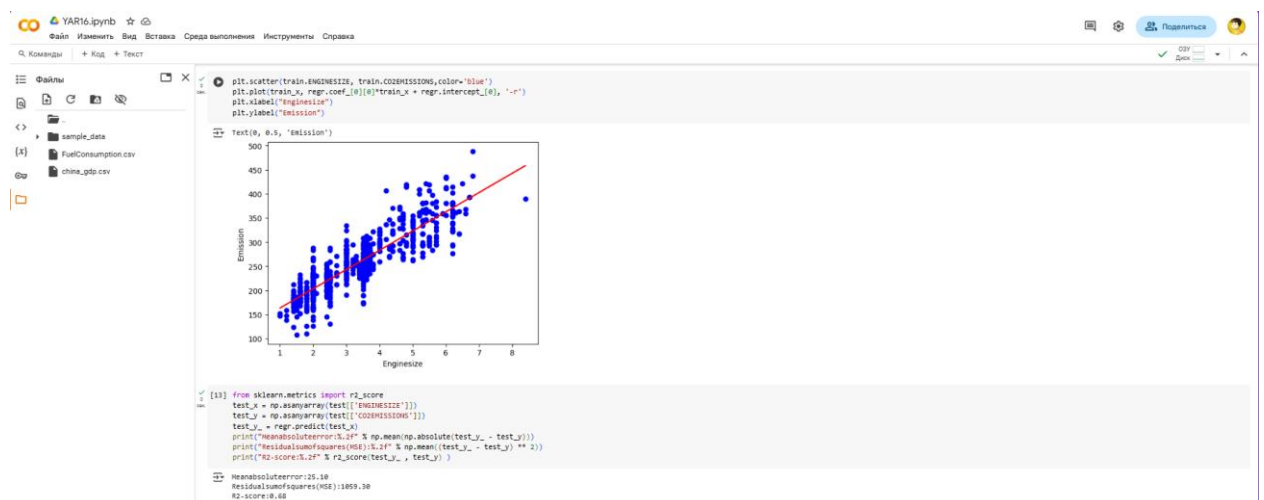 CO YAR16.ipynb
Файл Изменить Вид Вставка Среда выполнения Инструменты Справка
Поделиться
Команды + Код + Текст
ОЗУ
Диск
Файлы
..
sample_data
FuelConsumption.csv
china_gdp.csv
{x}
plt.scatter(train.ENGINESIZE, train.CO2EMISSIONS,color='blue')
plt.plot(train_x, regr.coef_[0][0]*train_x + regr.intercept_[0], '-r')
plt.xlabel("Enginesize")
plt.ylabel("Emission")
Text(0, 0.5, 'Emission')
500
450
400
350
300
250
200
150
100
Emission
1 2 3 4 5 6 7 8
Enginesize
[13] from sklearn.metrics import r2_score
test_x = np.asanyarray(test[['ENGINESIZE']])
test_y = np.asanyarray(test[['CO2EMISSIONS']])
test_y_ = regr.predict(test_x)
print("Meanabsoluteerror:%.2f" % np.mean(np.absolute(test_y_ - test_y)))
print("Residualsumofsquares(MSE):%.2f" % np.mean((test_y_ - test_y) ** 2))
print("R2-score:%.2f" % r2_score(test_y_ , test_y) )
Meanabsoluteerror:25.10
Residualsumofsquares(MSE):1059.30
R2-score:0.68